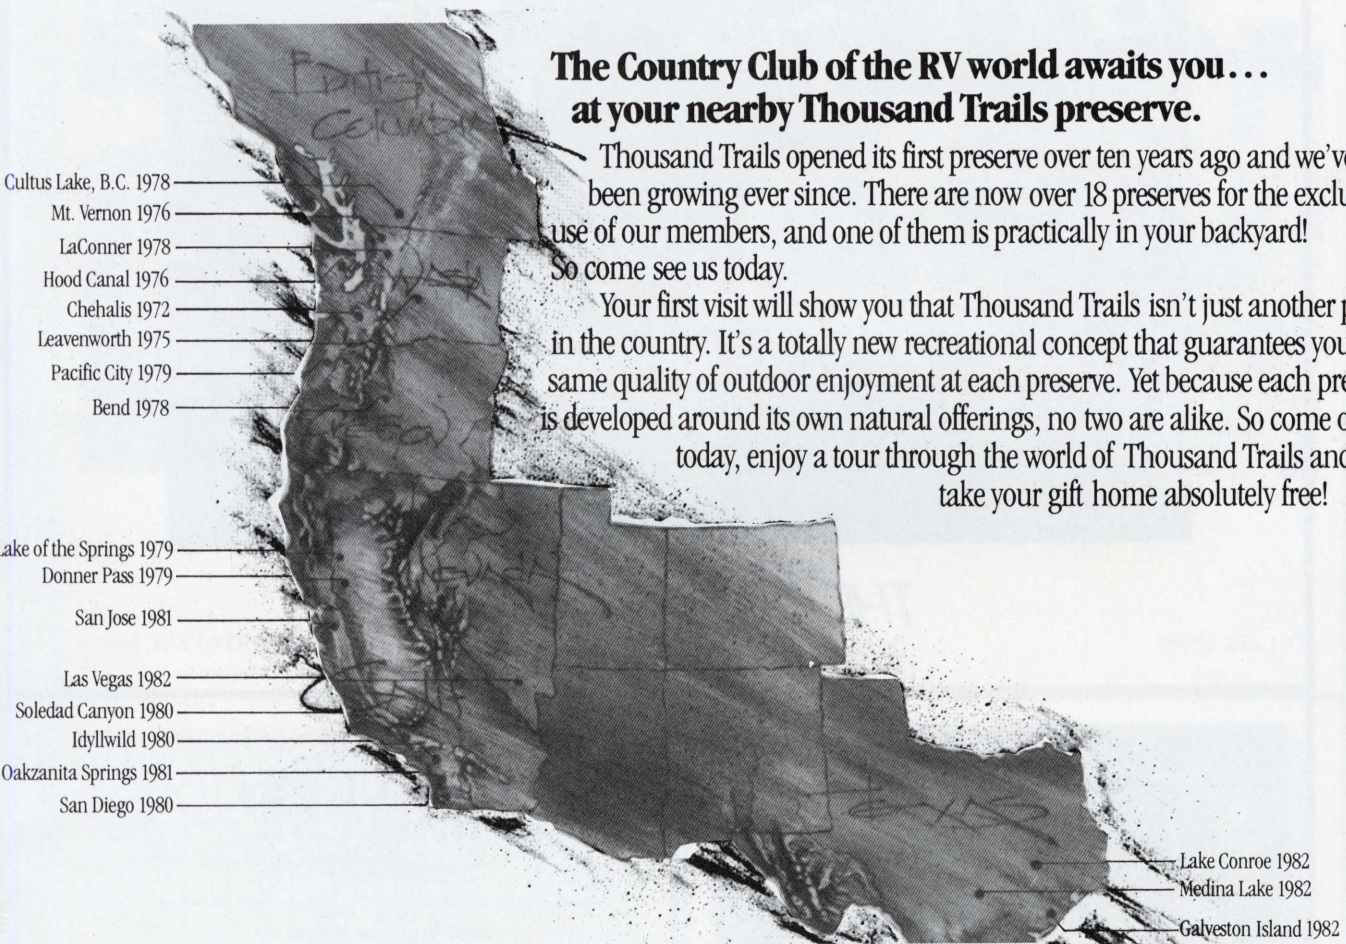 The Country Club of the RV world awaits you...
at your nearby Thousand Trails preserve.
Thousand Trails opened its first preserve over ten years ago and we've
been growing ever since. There are now over 18 preserves for the exclu
use of our members, and one of them is practically in your backyard!
So come see us today.
Your first visit will show you that Thousand Trails isn't just another p
in the country. It's a totally new recreational concept that guarantees you
same quality of outdoor enjoyment at each preserve. Yet because each pre
is developed around its own natural offerings, no two are alike. So come o
today, enjoy a tour through the world of Thousand Trails and
take your gift home absolutely free!
British
Columbia
Cultus Lake, B.C. 1978
Mt. Vernon 1976
LaConner 1978
Hood Canal 1976
Chehalis 1972
Leavenworth 1975
Pacific City 1979
Bend 1978
Lake of the Springs 1979
Donner Pass 1979
San Jose 1981
Las Vegas 1982
Soledad Canyon 1980
Idyllwild 1980
Oakzanita Springs 1981
San Diego 1980
Texas
Lake Conroe 1982
Medina Lake 1982
Galveston Island 1982